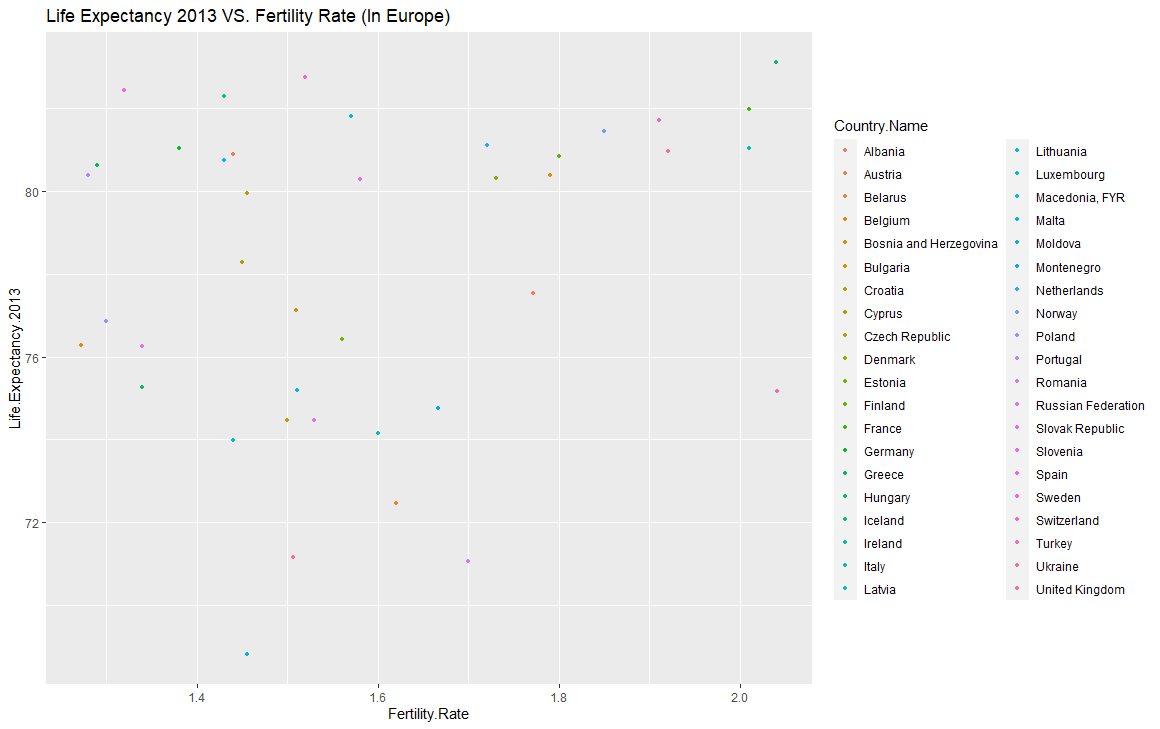 Life Expectancy 2013 VS. Fertility Rate (In Europe)
Life.Expectancy.2013
80
76
72
1.4
1.6
1.8
2.0
Fertility.Rate
Country.Name
Albania
Austria
Belarus
Belgium
Bosnia and Herzegovina
Bulgaria
Croatia
Cyprus
Czech Republic
Denmark
Estonia
Finland
France
Germany
Greece
Hungary
Iceland
Ireland
Italy
Latvia
Lithuania
Luxembourg
Macedonia, FYR
Malta
Moldova
Montenegro
Netherlands
Norway
Poland
Portugal
Romania
Russian Federation
Slovak Republic
Slovenia
Spain
Sweden
Switzerland
Turkey
Ukraine
United Kingdom